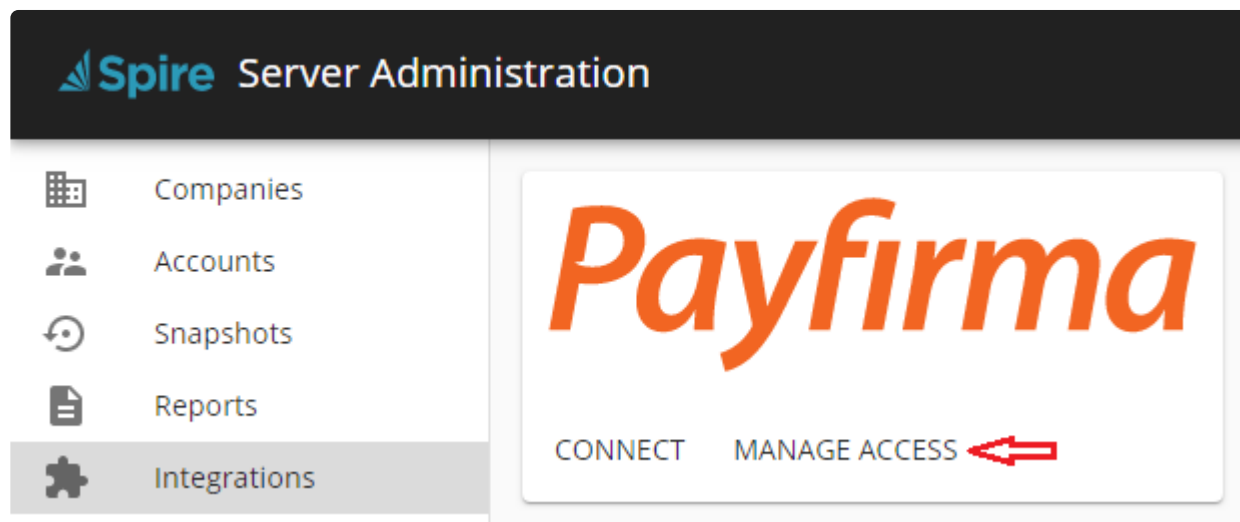 Spire Server Administration
Companies
Accounts
Snapshots
Reports
Integrations
Payfirma
CONNECT MANAGE ACCESS